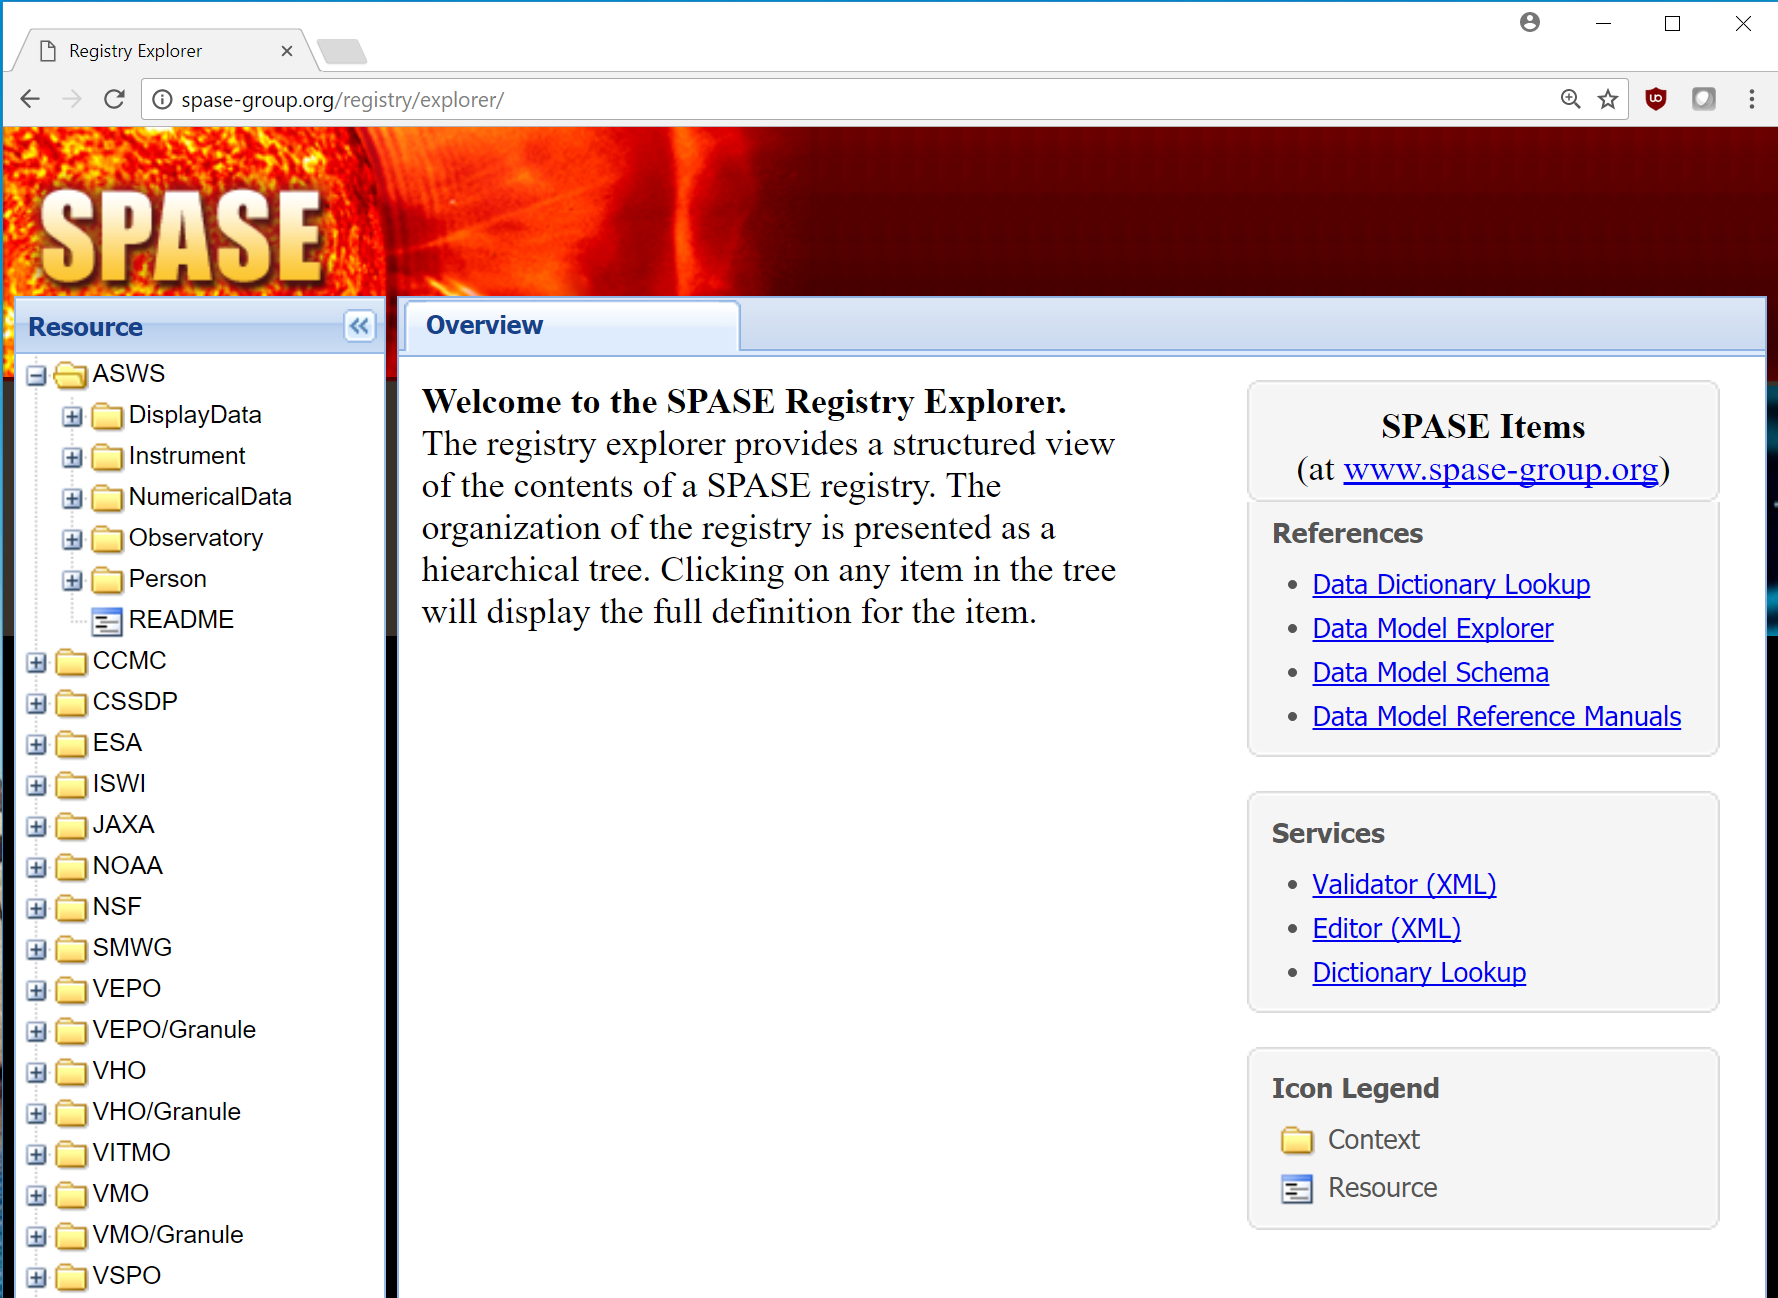 Registry Explorer
spase-group.org/registry/explorer/
SPASE
Resource
ASWS
DisplayData
Instrument
NumericalData
Observatory
Person
README
CCMC
CSSDP
ESA
ISWI
JAXA
NOAA
NSF
SMWG
VEPO
VEPO/Granule
VHO
VHO/Granule
VITMO
VMO
VMO/Granule
VSPO
Overview
Welcome to the SPASE Registry Explorer.
The registry explorer provides a structured view
of the contents of a SPASE registry. The
organization of the registry is presented as a
hiearchical tree. Clicking on any item in the tree
will display the full definition for the item.
SPASE Items
(at www.spase-group.org)
References
• Data Dictionary Lookup
• Data Model Explorer
• Data Model Schema
• Data Model Reference Manuals
Services
• Validator (XML)
• Editor (XML)
• Dictionary Lookup
Icon Legend
Context
Resource